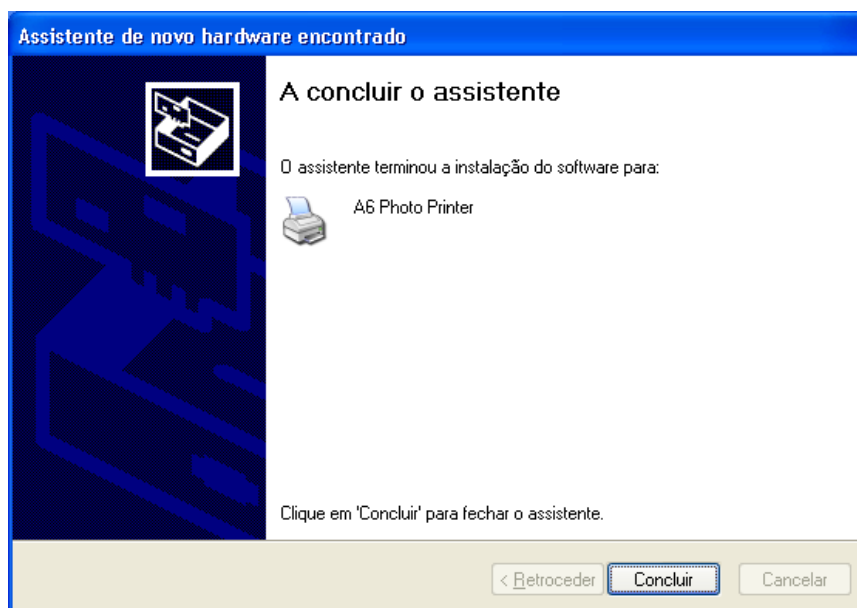 Assistente de novo hardware encontrado
A concluir o assistente
O assistente terminou a instalação do software para:
A6 Photo Printer
Clique em 'Concluir' para fechar o assistente.
< Retroceder
Concluir
Cancelar